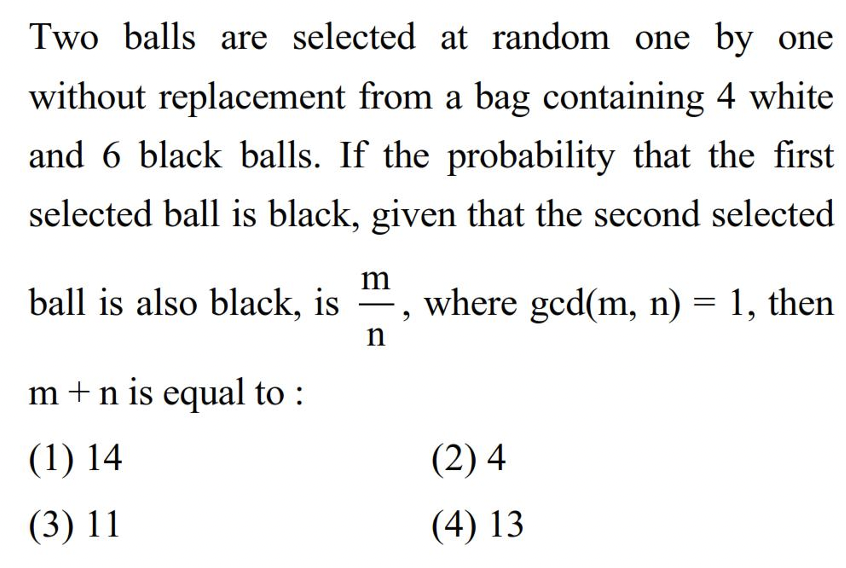 Two balls are selected at random one by one
without replacement from a bag containing 4 white
and 6 black balls. If the probability that the first
selected ball is black, given that the second selected
ball is also black, is m/n, where gcd(m, n) = 1, then
m + n is equal to :
(1) 14 (2) 4
(3) 11 (4) 13